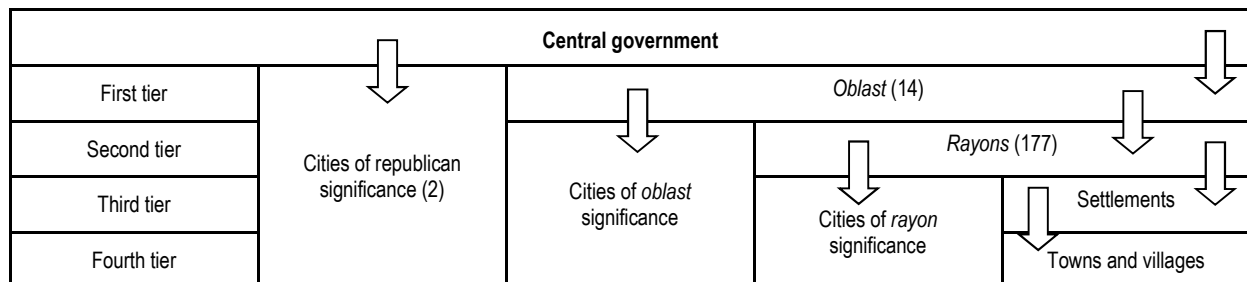 Central government
First tier
Oblast (14)
Second tier
Rayons (177)
Cities of republican
significance (2)
Cities of oblast
significance
Third tier
Settlements
Cities of rayon
significance
Fourth tier
Towns and villages